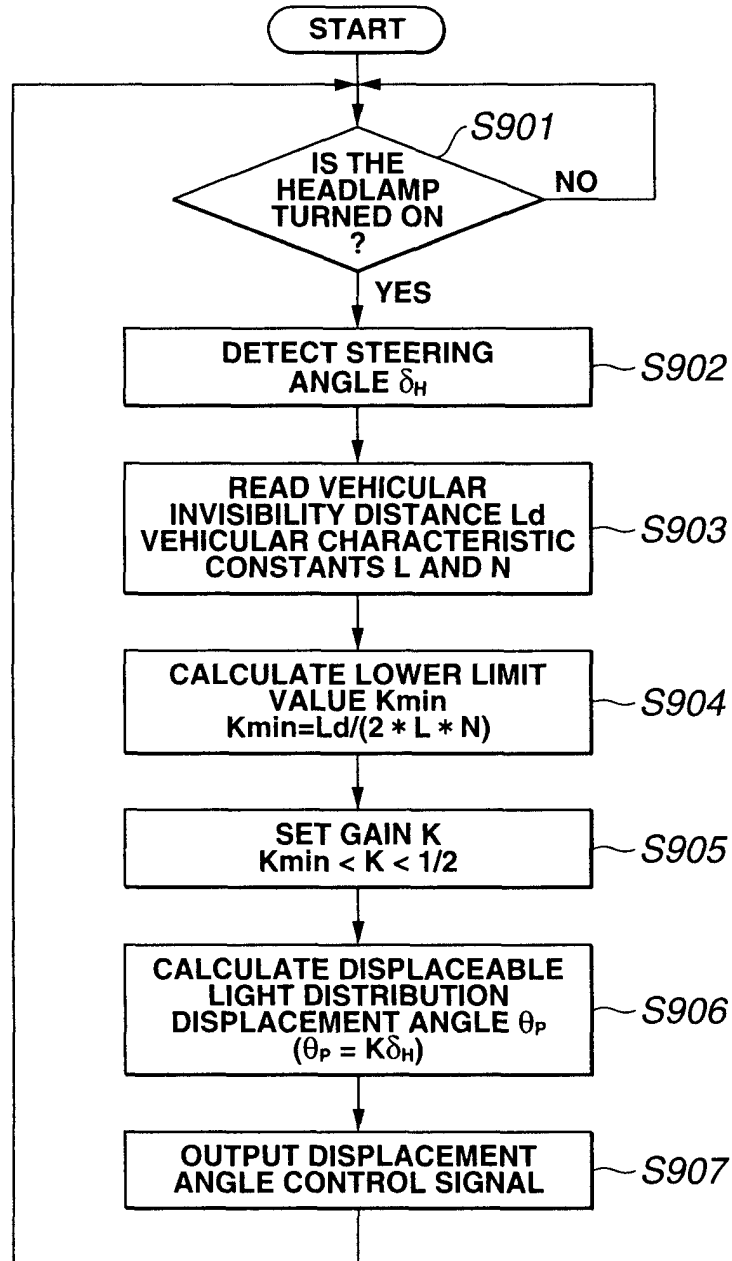 START
S901
IS THE
HEADLAMP
TURNED ON
?
NO
YES
DETECT STEERING
ANGLE δH
S902
READ VEHICULAR
INVISIBILITY DISTANCE Ld
VEHICULAR CHARACTERISTIC
CONSTANTS L AND N
S903
CALCULATE LOWER LIMIT
VALUE Kmin
Kmin=Ld/(2 * L * N)
S904
SET GAIN K
Kmin < K < 1/2
S905
CALCULATE DISPLACEABLE
LIGHT DISTRIBUTION
DISPLACEMENT ANGLE θP
(θP = KδH)
S906
OUTPUT DISPLACEMENT
ANGLE CONTROL SIGNAL
S907